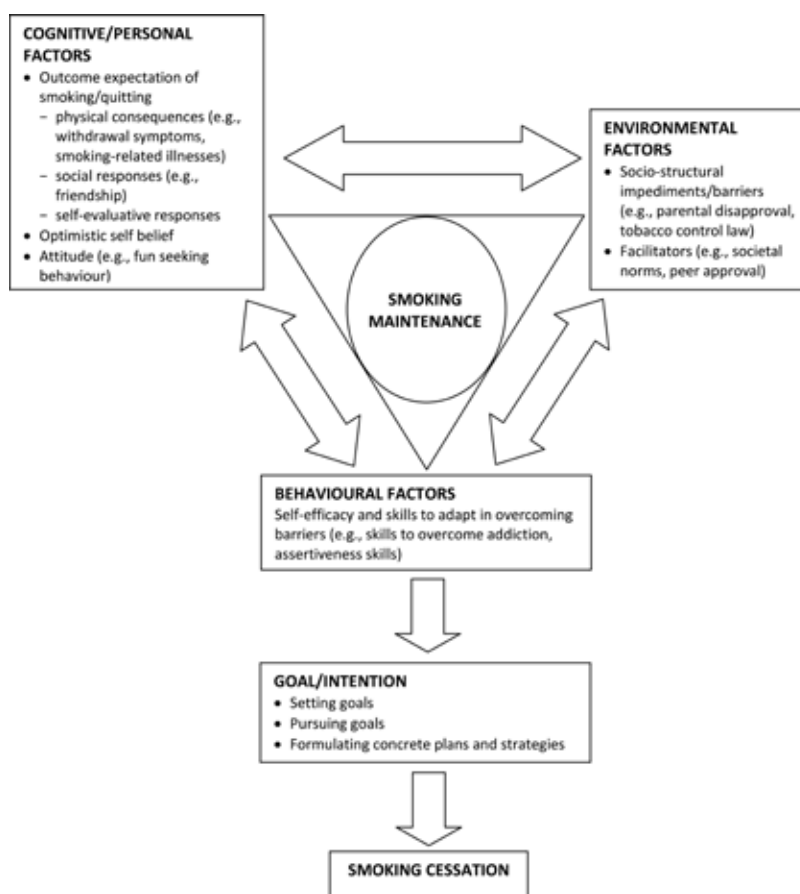 COGNITIVE/PERSONAL
FACTORS
• Outcome expectation of
smoking/quitting
– physical consequences (e.g.,
withdrawal symptoms,
smoking-related illnesses)
– social responses (e.g.,
friendship)
– self-evaluative responses
• Optimistic self belief
• Attitude (e.g., fun seeking
behaviour)
ENVIRONMENTAL
FACTORS
• Socio-structural
impediments/barriers
(e.g., parental disapproval,
tobacco control law)
• Facilitators (e.g., societal
norms, peer approval)
SMOKING
MAINTENANCE
BEHAVIOURAL FACTORS
Self-efficacy and skills to adapt in overcoming
barriers (e.g., skills to overcome addiction,
assertiveness skills)
GOAL/INTENTION
• Setting goals
• Pursuing goals
• Formulating concrete plans and strategies
SMOKING CESSATION